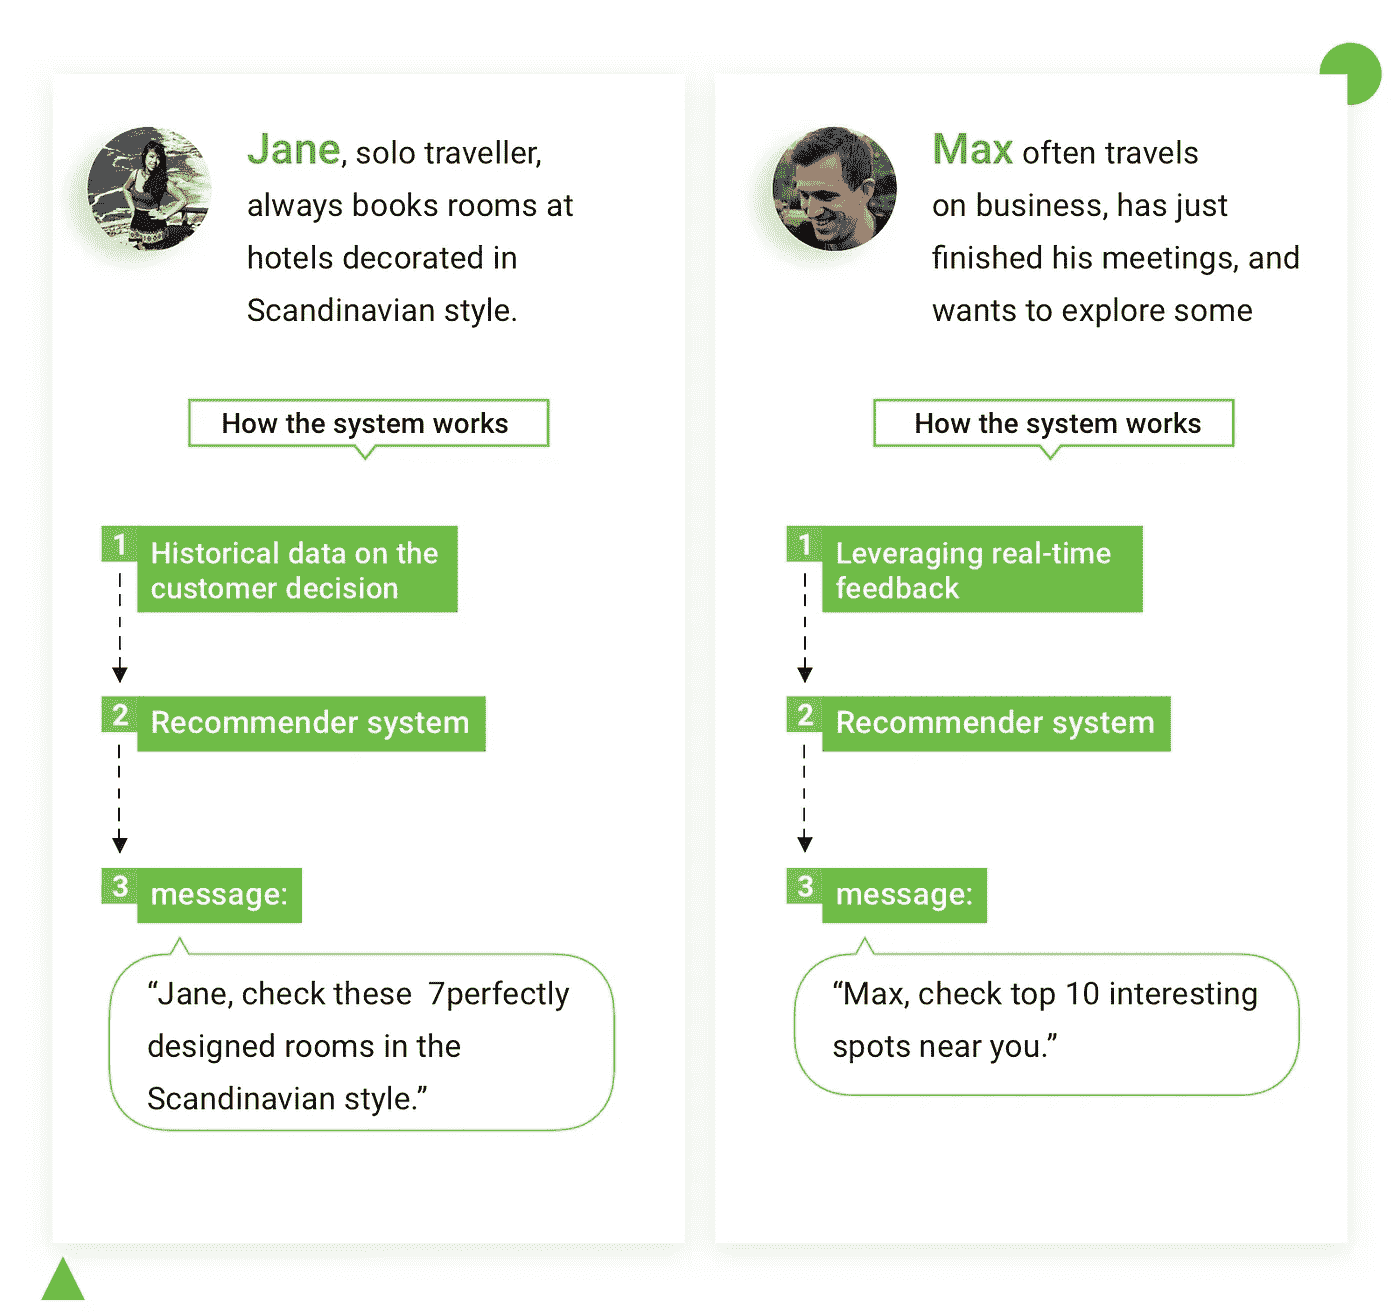 Jane, solo traveller,
always books rooms at
hotels decorated in
Scandinavian style.
How the system works
1 Historical data on the
customer decision
2 Recommender system
3 message:
“Jane, check these  7perfectly
designed rooms in the
Scandinavian style.”
Max often travels
on business, has just
finished his meetings, and
wants to explore some
How the system works
1 Leveraging real-time
feedback
2 Recommender system
3 message:
“Max, check top 10 interesting
spots near you.”